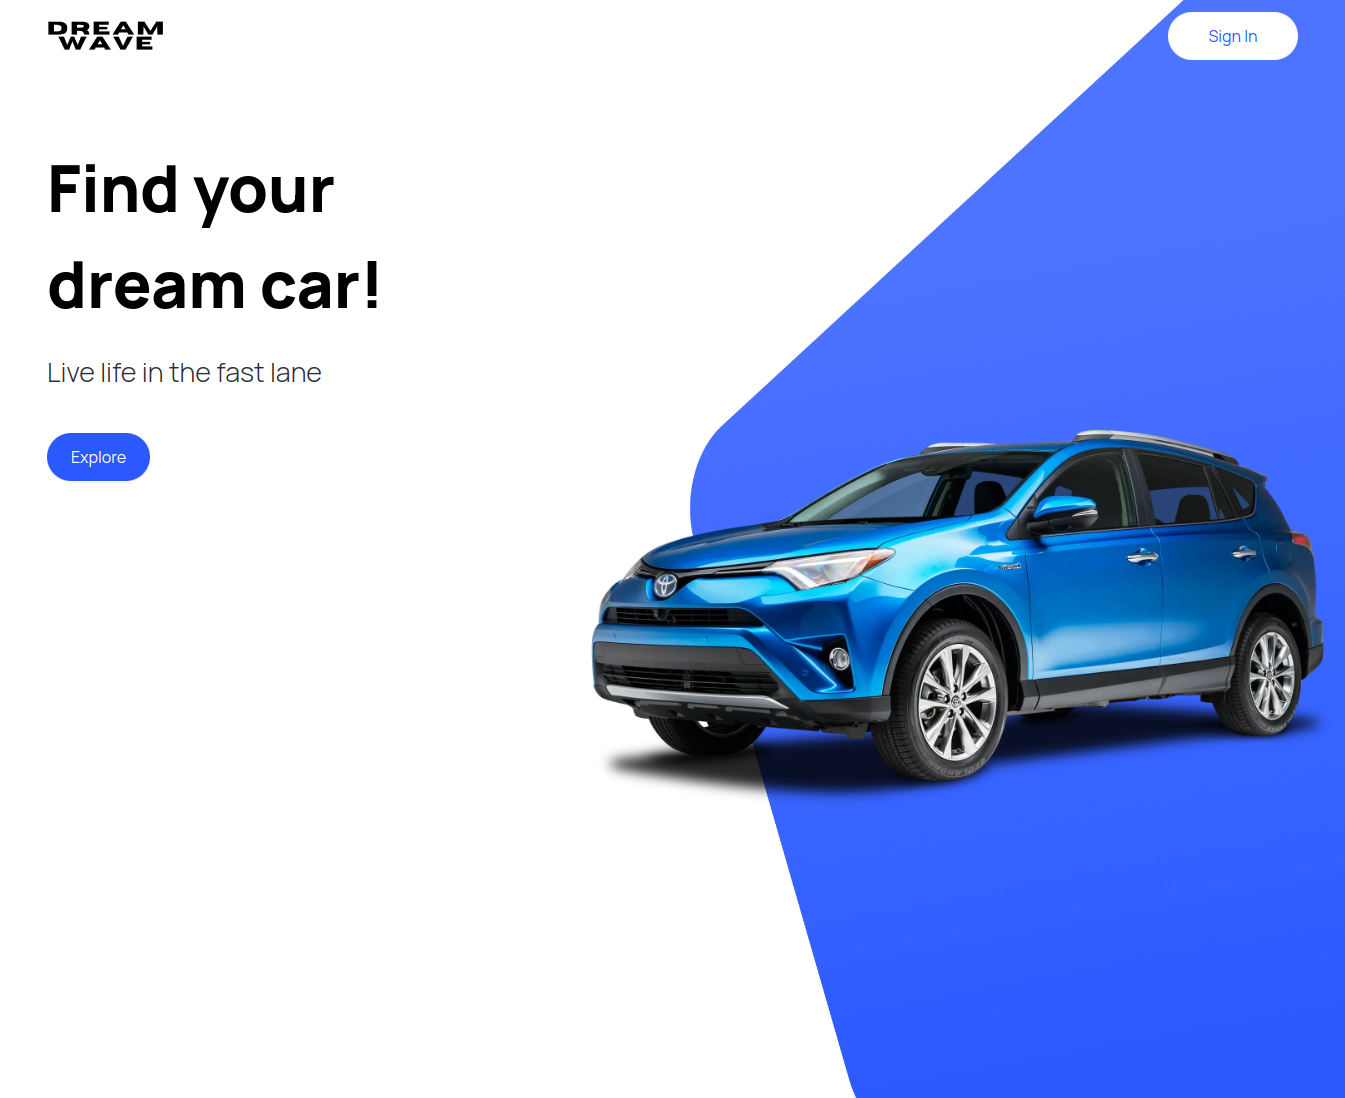 DREAM
WAVE
Sign In
Find your
dream car!
Live life in the fast lane
Explore